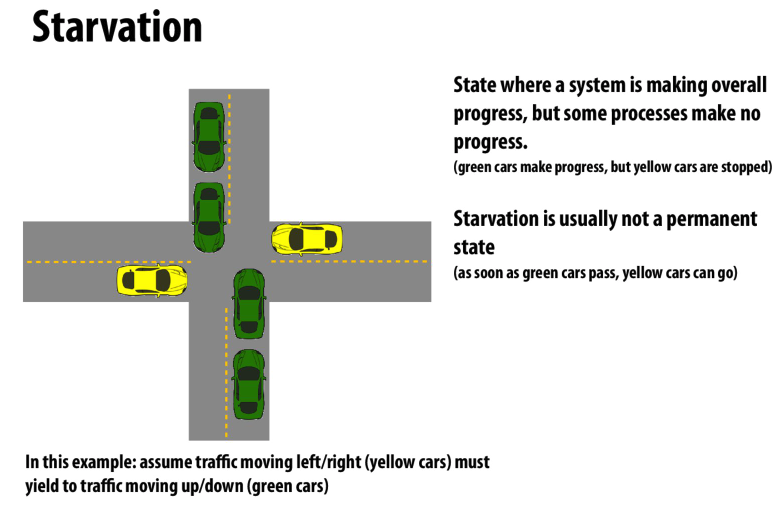 Starvation
State where a system is making overall
progress, but some processes make no
progress.
(green cars make progress, but yellow cars are stopped)
Starvation is usually not a permanent
state
(as soon as green cars pass, yellow cars can go)
In this example: assume traffic moving left/right (yellow cars) must
yield to traffic moving up/down (green cars)